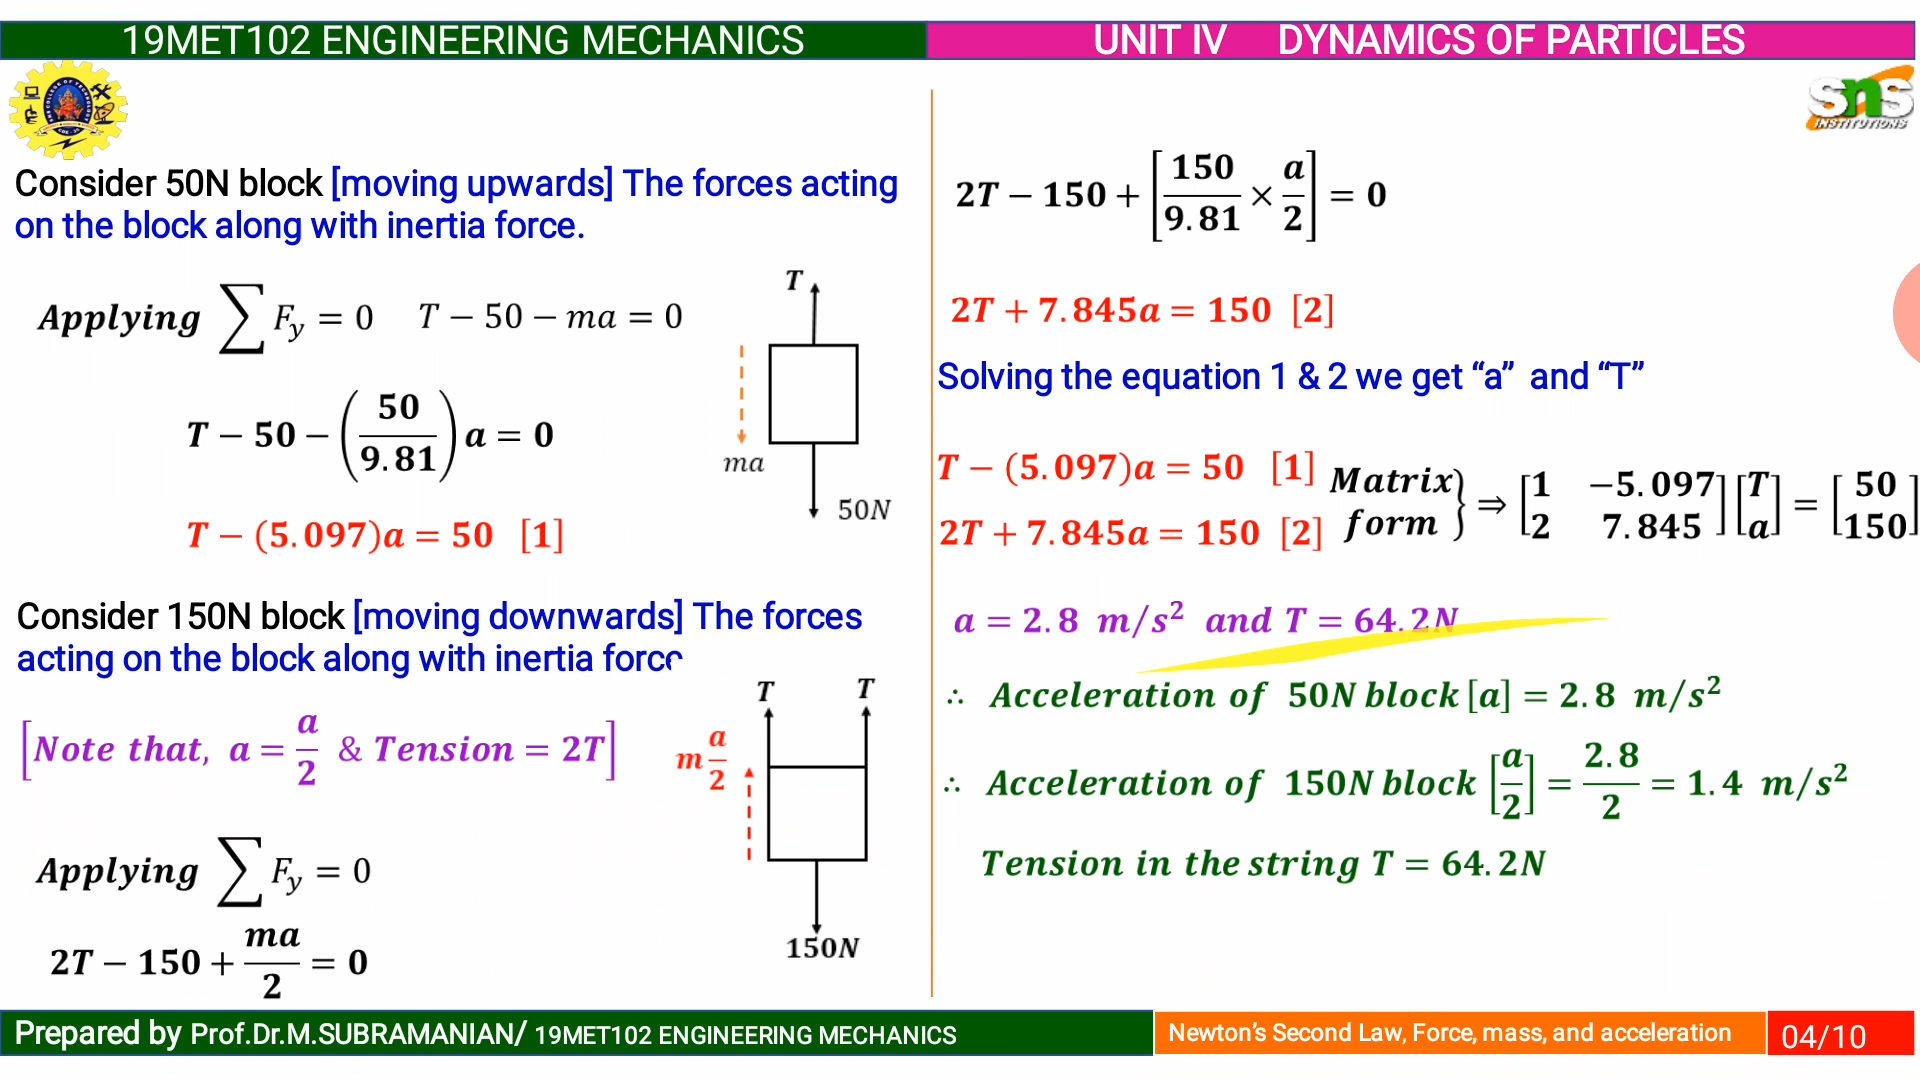 19MET102 ENGINEERING MECHANICS
UNIT IV DYNAMICS OF PARTICLES
SNS
INSTITUTIONS
Consider 50N block [moving upwards] The forces acting
on the block along with inertia force.
Applying ∑ F_y = 0 T − 50 − ma = 0
T − 50 − (50/9.81) a = 0
T − (5.097)a = 50 [1]
T
ma
50N
Consider 150N block [moving downwards] The forces
acting on the block along with inertia force
[Note that, a = a/2 & Tension = 2T]
Applying ∑ F_y = 0
2T − 150 + ma/2 = 0
T T
m a/2
150N
2T − 150 + [150/9.81 × a/2] = 0
2T + 7.845a = 150 [2]
Solving the equation 1 & 2 we get “a” and “T”
T − (5.097)a = 50 [1]
2T + 7.845a = 150 [2]
Matrix
form } ⇒ [1 −5.097; 2 7.845] [T; a] = [50; 150]
a = 2.8 m/s² and T = 64.2N
∴ Acceleration of 50N block [a] = 2.8 m/s²
∴ Acceleration of 150N block [a/2] = 2.8/2 = 1.4 m/s²
Tension in the string T = 64.2N
Prepared by Prof.Dr.M.SUBRAMANIAN/ 19MET102 ENGINEERING MECHANICS
Newton’s Second Law, Force, mass, and acceleration
04/10